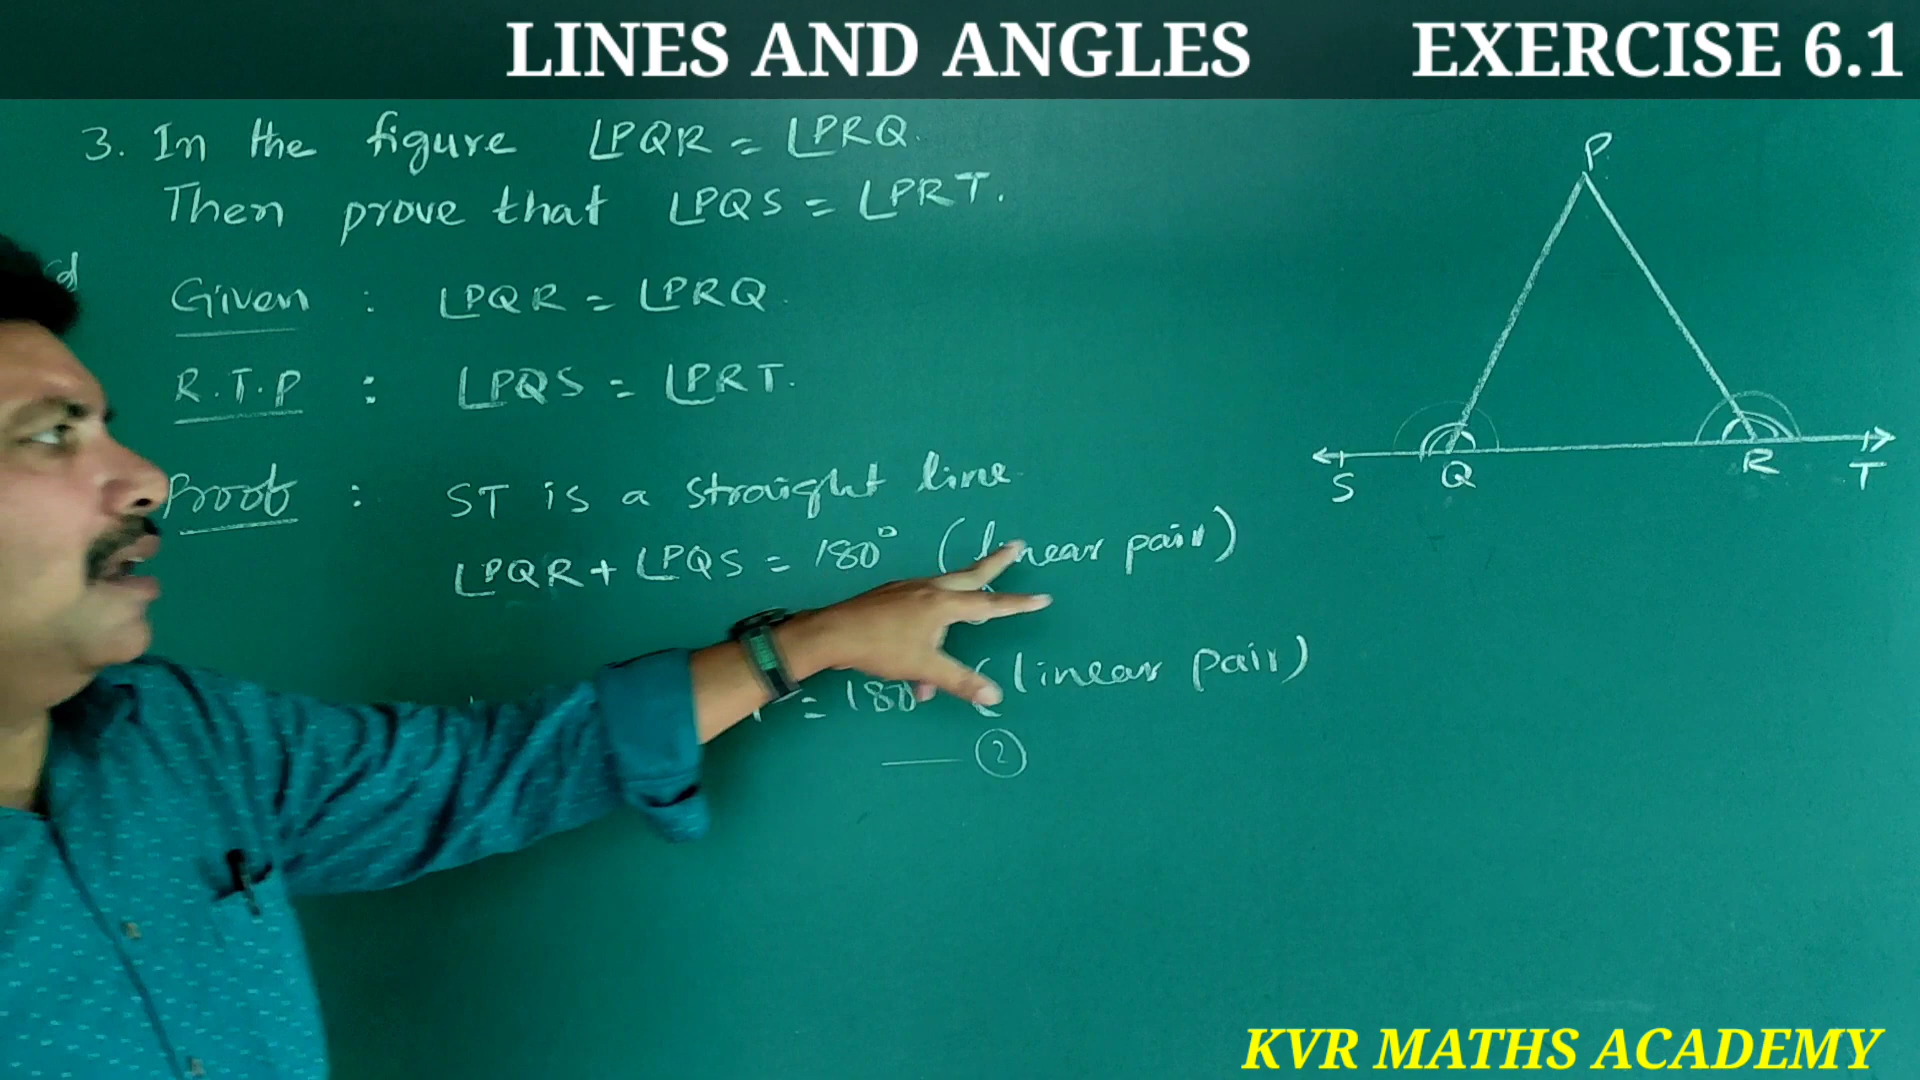 LINES AND ANGLES EXERCISE 6.1
3. In the figure ∠PQR = ∠PRQ.
Then prove that ∠PQS = ∠PRT.
Given : ∠PQR = ∠PRQ.
R.T.P : ∠PQS = ∠PRT.
Proof : ST is a straight line
∠PQR + ∠PQS = 180° (linear pair)
= 180° (linear pair)
②
P
S Q R T
KVR MATHS ACADEMY